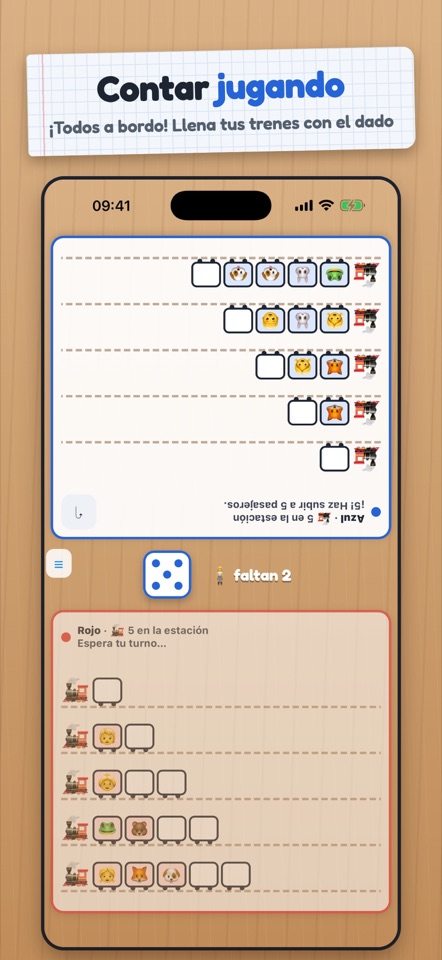 Contar jugando
¡Todos a bordo! Llena tus trenes con el dado
09:41
Azul · 🚂 5 en la estación
¡5! Haz subir a 5 pasajeros.
faltan 2
Rojo · 🚂 5 en la estación
Espera tu turno...